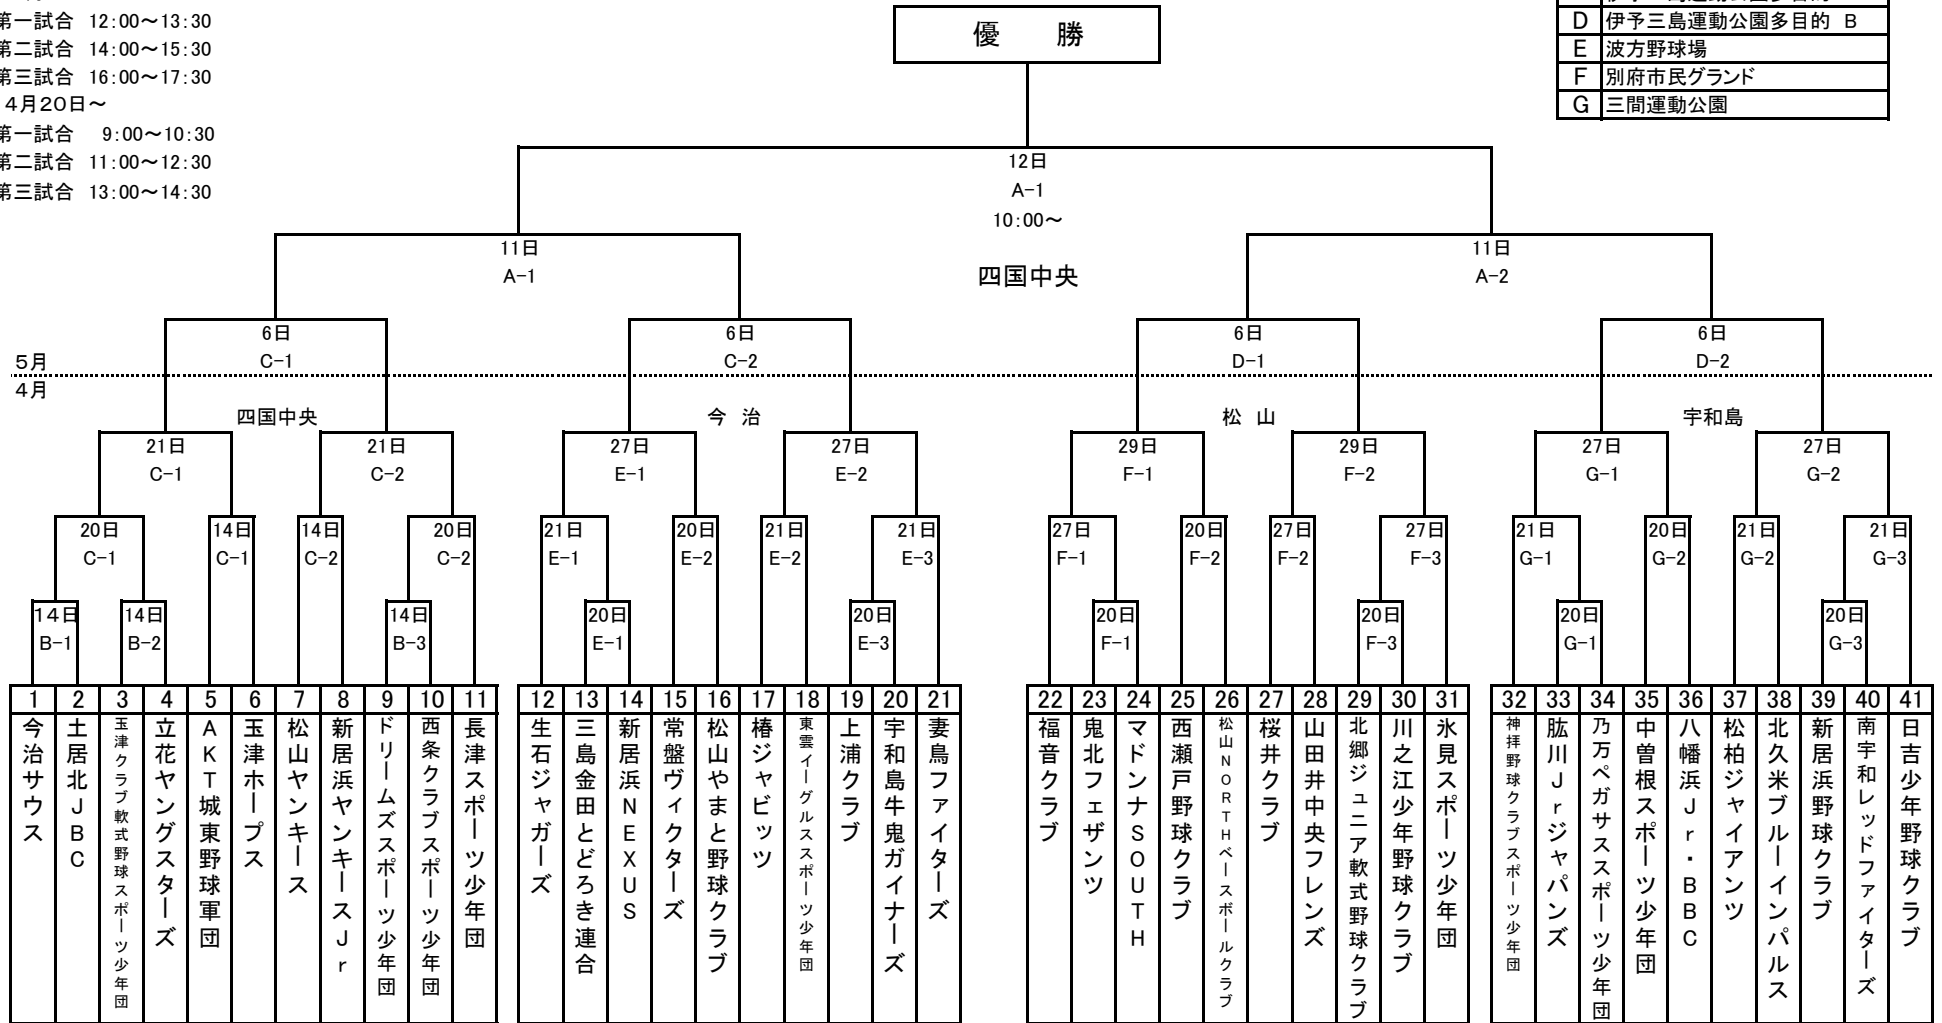 第一試合 12:00～13:30
第二試合 14:00～15:30
第三試合 16:00～17:30
4月20日～
第一試合 9:00～10:30
第二試合 11:00～12:30
第三試合 13:00～14:30
優 勝
D 伊予三島運動公園多目的 B
E 波方野球場
F 別府市民グランド
G 三間運動公園
12日
A-1
10:00～
11日
A-1
四国中央
11日
A-2
6日
C-1
6日
C-2
6日
D-1
6日
D-2
5月
4月
四国中央
今 治
松 山
宇和島
21日
C-1
21日
C-2
27日
E-1
27日
E-2
29日
F-1
29日
F-2
27日
G-1
27日
G-2
20日
C-1
14日
C-1
14日
C-2
20日
C-2
21日
E-1
20日
E-2
21日
E-2
21日
E-3
27日
F-1
20日
F-2
27日
F-2
27日
F-3
21日
G-1
20日
G-2
21日
G-2
21日
G-3
14日
B-1
14日
B-2
14日
B-3
20日
E-1
20日
E-3
20日
F-1
20日
F-3
20日
G-1
20日
G-3
1 今治サウス
2 土居北JBC
3 玉津クラブ軟式野球スポーツ少年団
4 立花ヤングスターズ
5 AKT城東野球軍団
6 玉津ホープス
7 松山ヤンキース
8 新居浜ヤンキースJr
9 ドリームズスポーツ少年団
10 西条クラブスポーツ少年団
11 長津スポーツ少年団
12 生石ジャガーズ
13 三島金田とどろき連合
14 新居浜NEXUS
15 常盤ヴィクターズ
16 松山やまと野球クラブ
17 椿ジャビッツ
18 東雲イーグルススポーツ少年団
19 上浦クラブ
20 宇和島牛鬼ガイナーズ
21 妻鳥ファイターズ
22 福音クラブ
23 鬼北フェザンツ
24 マドンナSOUTH
25 西瀬戸野球クラブ
26 松山NORTHベースボールクラブ
27 桜井クラブ
28 山田井中央フレンズ
29 北郷ジュニア軟式野球クラブ
30 川之江少年野球クラブ
31 氷見スポーツ少年団
32 神拝野球クラブスポーツ少年団
33 肱川Jrジャパンズ
34 乃万ペガサススポーツ少年団
35 中曽根スポーツ少年団
36 八幡浜Jr・BBC
37 松柏ジャイアンツ
38 北久米ブルーインパルス
39 新居浜野球クラブ
40 南宇和レッドファイターズ
41 日吉少年野球クラブ